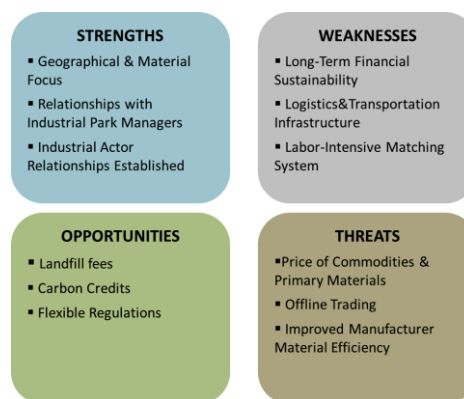 STRENGTHS
▪ Geographical & Material
Focus
▪ Relationships with
Industrial Park Managers
▪ Industrial Actor
Relationships Established
WEAKNESSES
▪ Long-Term Financial
Sustainability
▪ Logistics&Transportation
Infrastructure
▪ Labor-Intensive Matching
System
OPPORTUNITIES
▪ Landfill fees
▪ Carbon Credits
▪ Flexible Regulations
THREATS
▪Price of Commodities &
Primary Materials
▪ Offline Trading
▪ Improved Manufacturer
Material Efficiency